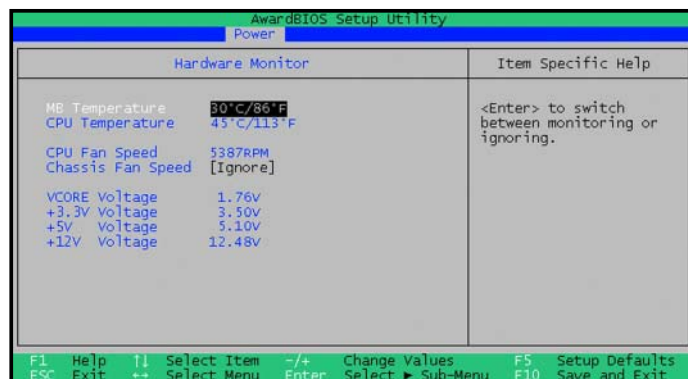 AwardBIOS Setup Utility
Power
Hardware Monitor
Item Specific Help
MB Temperature 30°C/86°F
CPU Temperature 45°C/113°F
CPU Fan Speed 5387RPM
Chassis Fan Speed [Ignore]
VCORE Voltage 1.76V
+3.3V Voltage 3.50V
+5V Voltage 5.10V
+12V Voltage 12.48V
<Enter> to switch
between monitoring or
ignoring.
F1 Help ↑↓ Select Item -/+ Change Values F5 Setup Defaults
ESC Exit ←→ Select Menu Enter Select ► Sub-Menu F10 Save and Exit